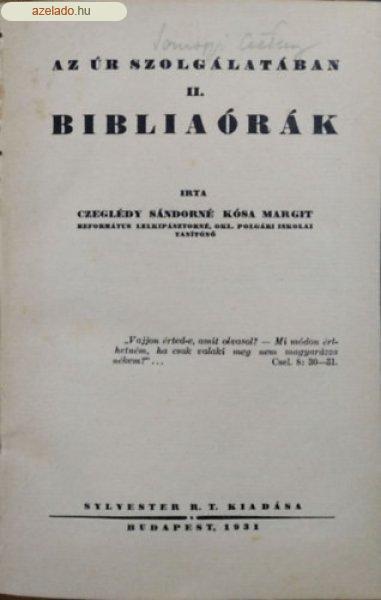 azelado.hu
AZ ÚR SZOLGÁLATÁBAN
II.
BIBLIAÓRÁK
IRTA
CZEGLÉDY SÁNDORNÉ KÓSA MARGIT
REFORMÁTUS LELKIPÁSZTORNÉ, OKL. POLGÁRI ISKOLAI
TANÍTÓNŐ
„Vajjon érted-e, amit olvasol? — Mi módon ért-
hetném, ha csak valaki meg nem magyarázza
nékem?"... Csel. 8: 30—31.
SYLVESTER R. T. KIADÁSA
BUDAPEST, 1931